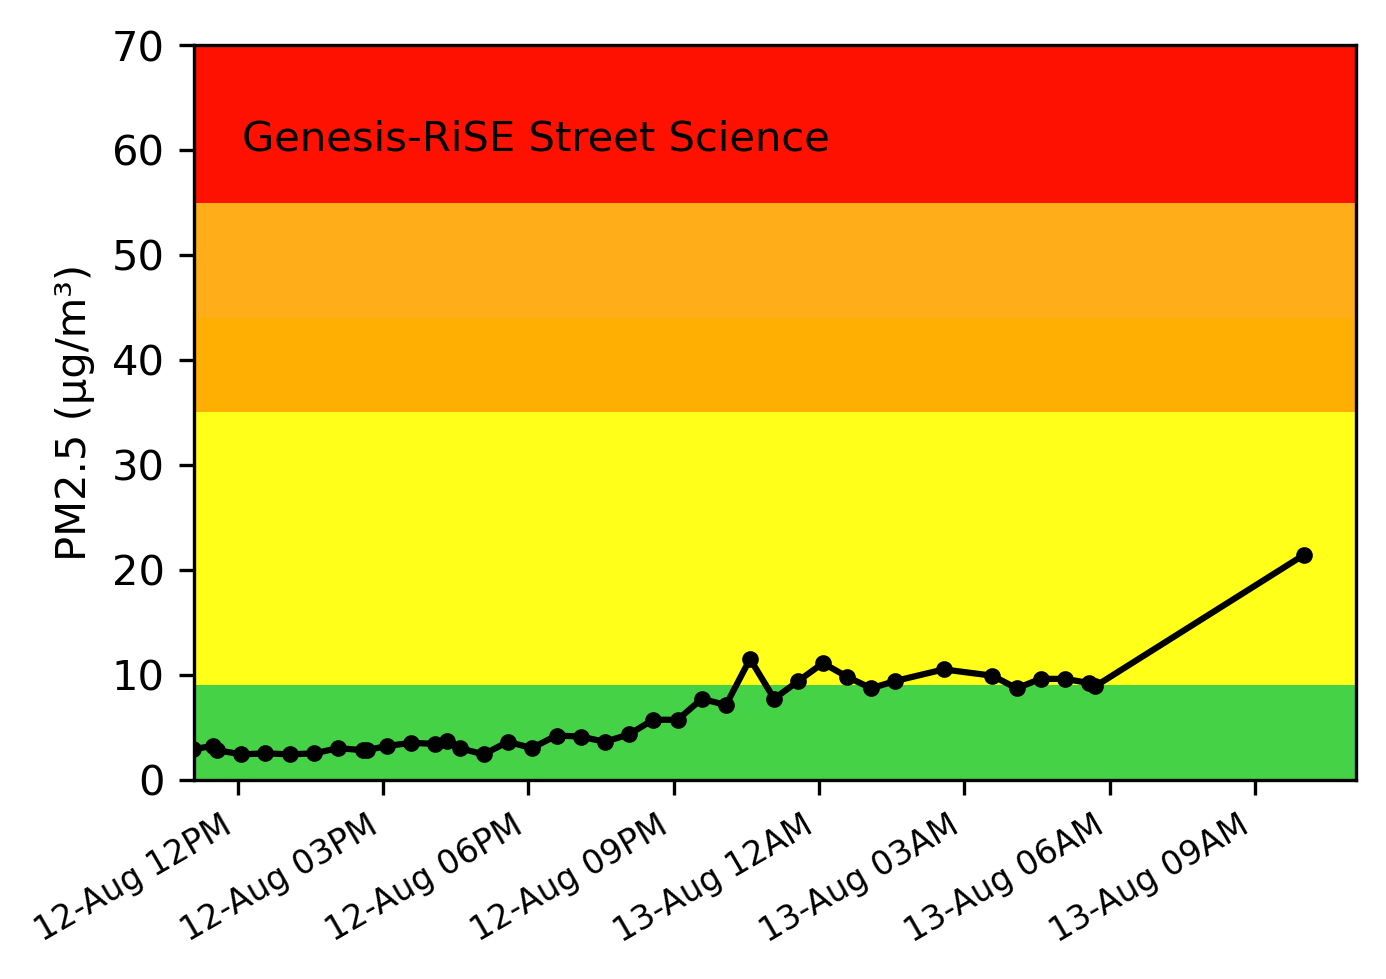 70
Genesis-RiSE Street Science
60
50
40
30
20
10
0
PM2.5 (µg/m³)
12-Aug 12PM
12-Aug 03PM
12-Aug 06PM
12-Aug 09PM
13-Aug 12AM
13-Aug 03AM
13-Aug 06AM
13-Aug 09AM